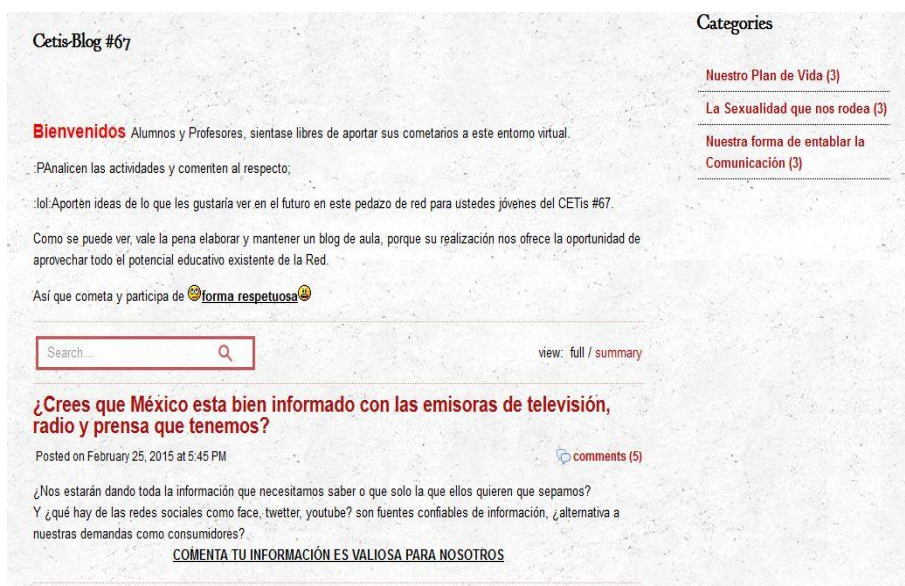 Cetis-Blog #67
Bienvenidos Alumnos y Profesores, sientase libres de aportar sus cometarios a este entorno virtual.
:PAnalicen las actividades y comenten al respecto;
:lol:Aporten ideas de lo que les gustaría ver en el futuro en este pedazo de red para ustedes jóvenes del CETis #67.
Como se puede ver, vale la pena elaborar y mantener un blog de aula, porque su realización nos ofrece la oportunidad de
aprovechar todo el potencial educativo existente de la Red.
Así que cometa y participa de forma respetuosa
Search...
view: full / summary
¿Crees que México esta bien informado con las emisoras de televisión,
radio y prensa que tenemos?
Posted on February 25, 2015 at 5:45 PM
comments (5)
¿Nos estarán dando toda la información que necesitamos saber o que solo la que ellos quieren que sepamos?
Y ¿qué hay de las redes sociales como face, twetter, youtube? son fuentes confiables de información, ¿alternativa a
nuestras demandas como consumidores?
COMENTA TU INFORMACIÓN ES VALIOSA PARA NOSOTROS
Categories
Nuestro Plan de Vida (3)
La Sexualidad que nos rodea (3)
Nuestra forma de entablar la
Comunicación (3)